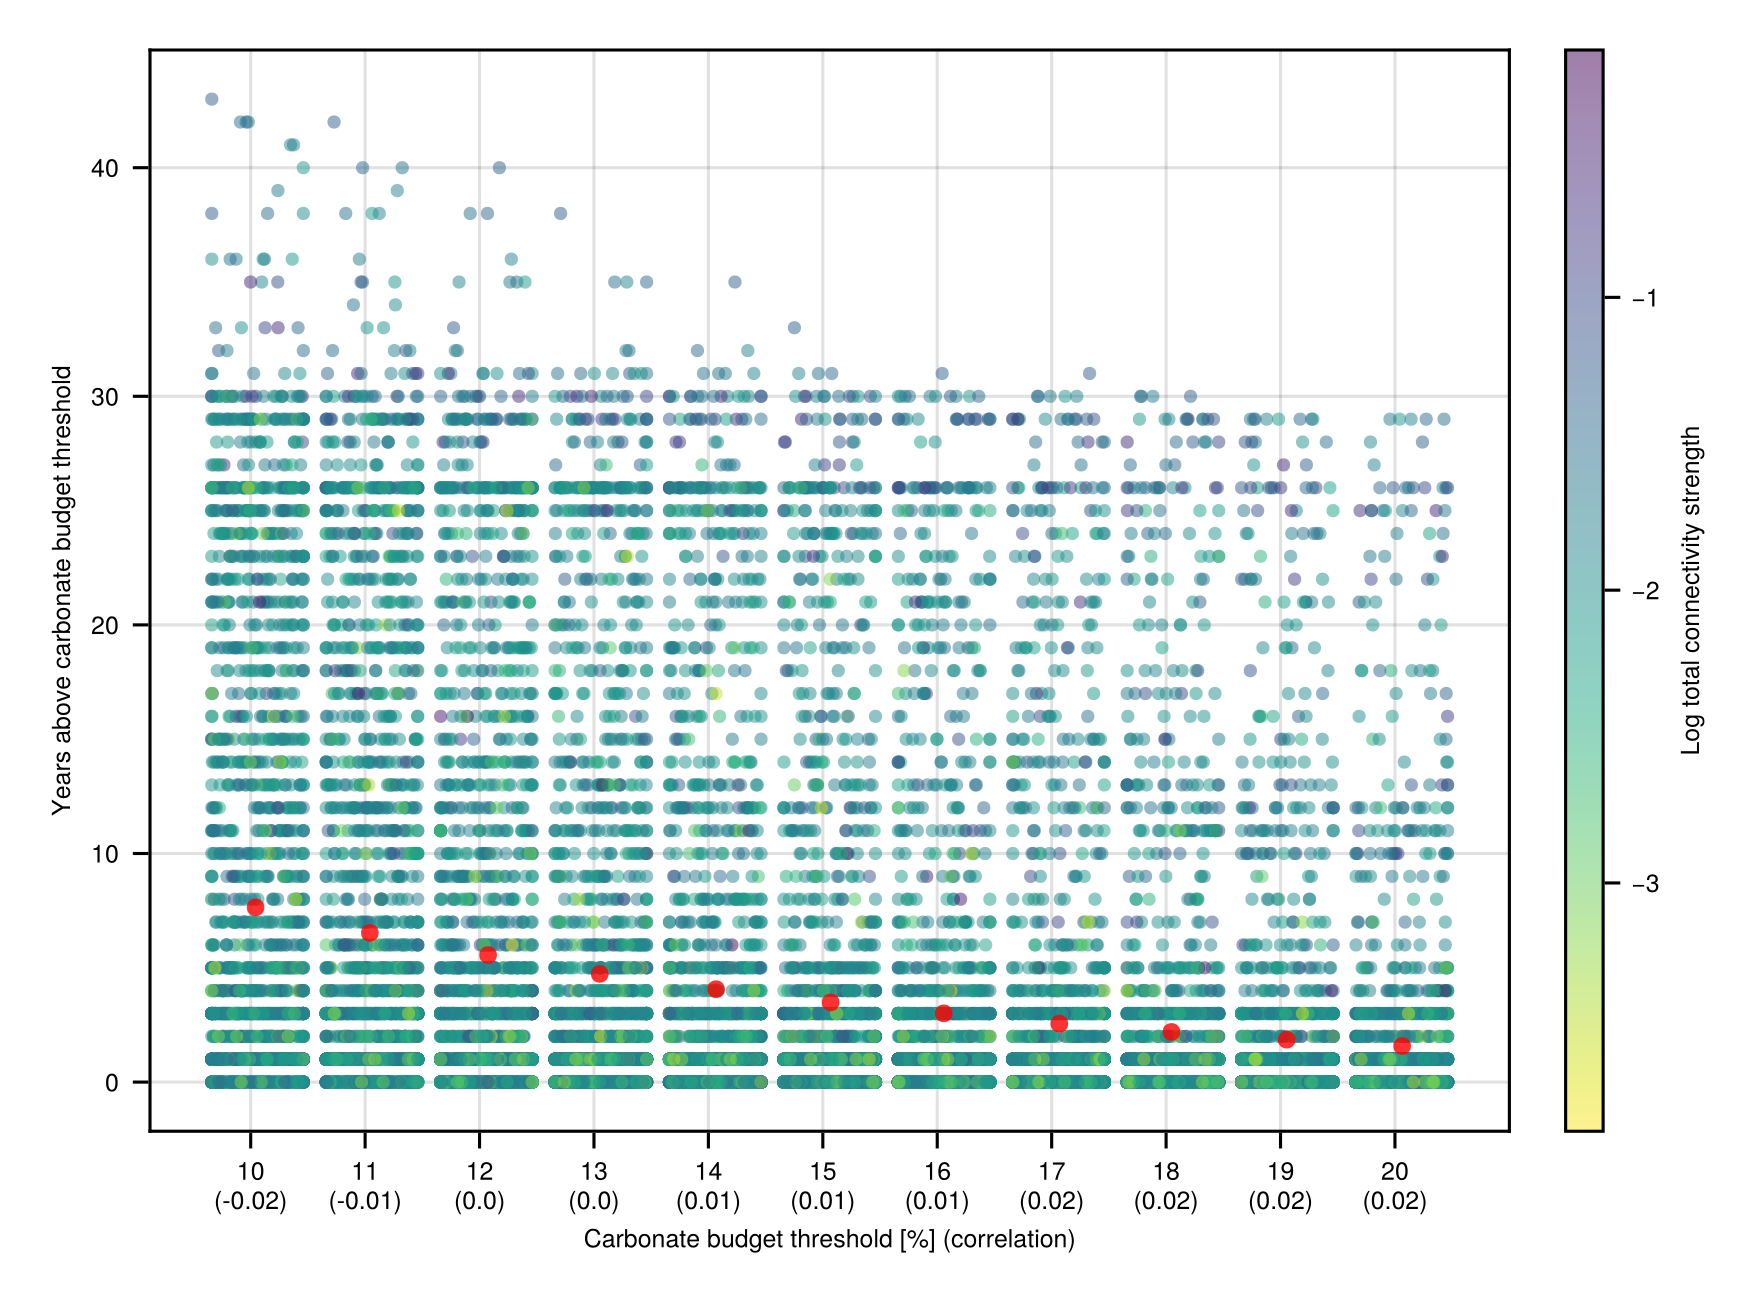 40
30
20
10
0
Years above carbonate budget threshold
10 11 12 13 14 15 16 17 18 19 20
(-0.02) (-0.01) (0.0) (0.0) (0.01) (0.01) (0.01) (0.02) (0.02) (0.02) (0.02)
Carbonate budget threshold [%] (correlation)
−1
−2
−3
Log total connectivity strength